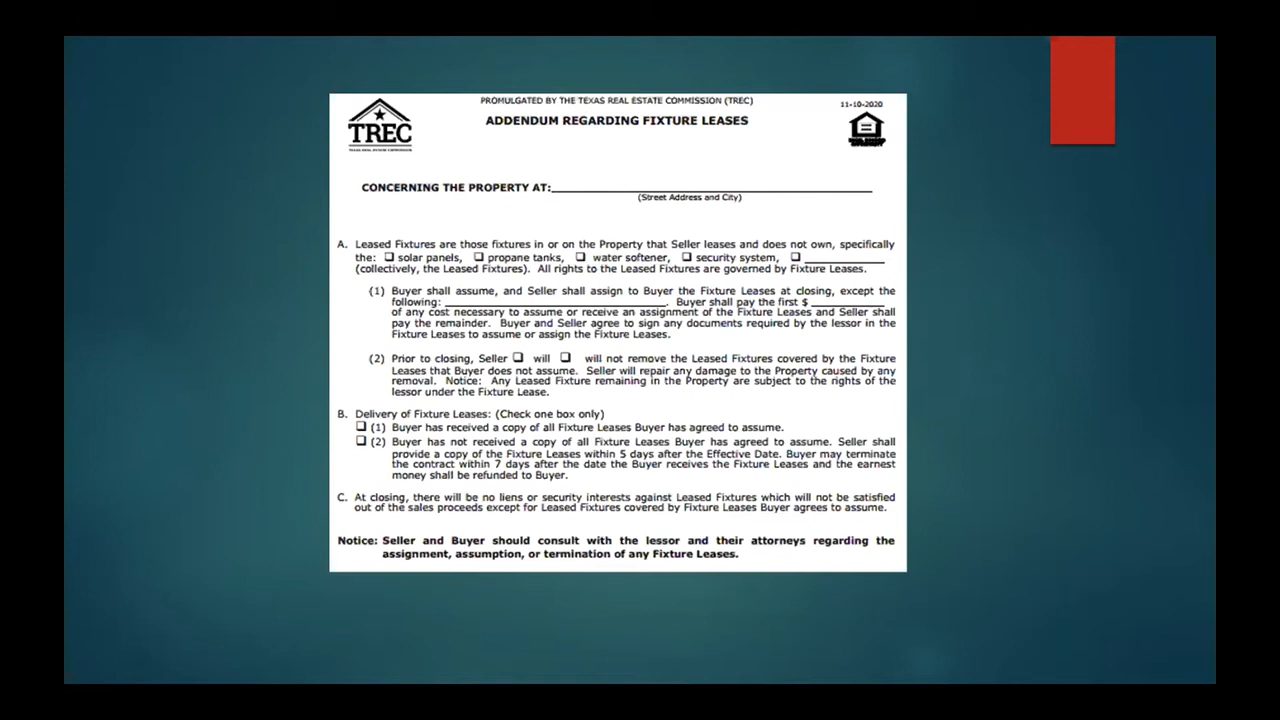 PROMULGATED BY THE TEXAS REAL ESTATE COMMISSION (TREC)
11-10-2020
TREC
TEXAS REAL ESTATE COMMISSION
ADDENDUM REGARDING FIXTURE LEASES
CONCERNING THE PROPERTY AT:
(Street Address and City)
A. Leased Fixtures are those fixtures in or on the Property that Seller leases and does not own, specifically
the: ❑ solar panels, ❑ propane tanks, ❑ water softener, ❑ security system, ❑ ____________
(collectively, the Leased Fixtures). All rights to the Leased Fixtures are governed by Fixture Leases.
(1) Buyer shall assume, and Seller shall assign to Buyer the Fixture Leases at closing, except the
following: ____________. Buyer shall pay the first $ ____________
of any cost necessary to assume or receive an assignment of the Fixture Leases and Seller shall
pay the remainder. Buyer and Seller agree to sign any documents required by the lessor in the
Fixture Leases to assume or assign the Fixture Leases.
(2) Prior to closing, Seller ❑ will ❑ will not remove the Leased Fixtures covered by the Fixture
Leases that Buyer does not assume. Seller will repair any damage to the Property caused by any
removal. Notice: Any Leased Fixture remaining in the Property are subject to the rights of the
lessor under the Fixture Lease.
B. Delivery of Fixture Leases: (Check one box only)
❑ (1) Buyer has received a copy of all Fixture Leases Buyer has agreed to assume.
❑ (2) Buyer has not received a copy of all Fixture Leases Buyer has agreed to assume. Seller shall
provide a copy of the Fixture Leases within 5 days after the Effective Date. Buyer may terminate
the contract within 7 days after the date the Buyer receives the Fixture Leases and the earnest
money shall be refunded to Buyer.
C. At closing, there will be no liens or security interests against Leased Fixtures which will not be satisfied
out of the sales proceeds except for Leased Fixtures covered by Fixture Leases Buyer agrees to assume.
Notice: Seller and Buyer should consult with the lessor and their attorneys regarding the
assignment, assumption, or termination of any Fixture Leases.